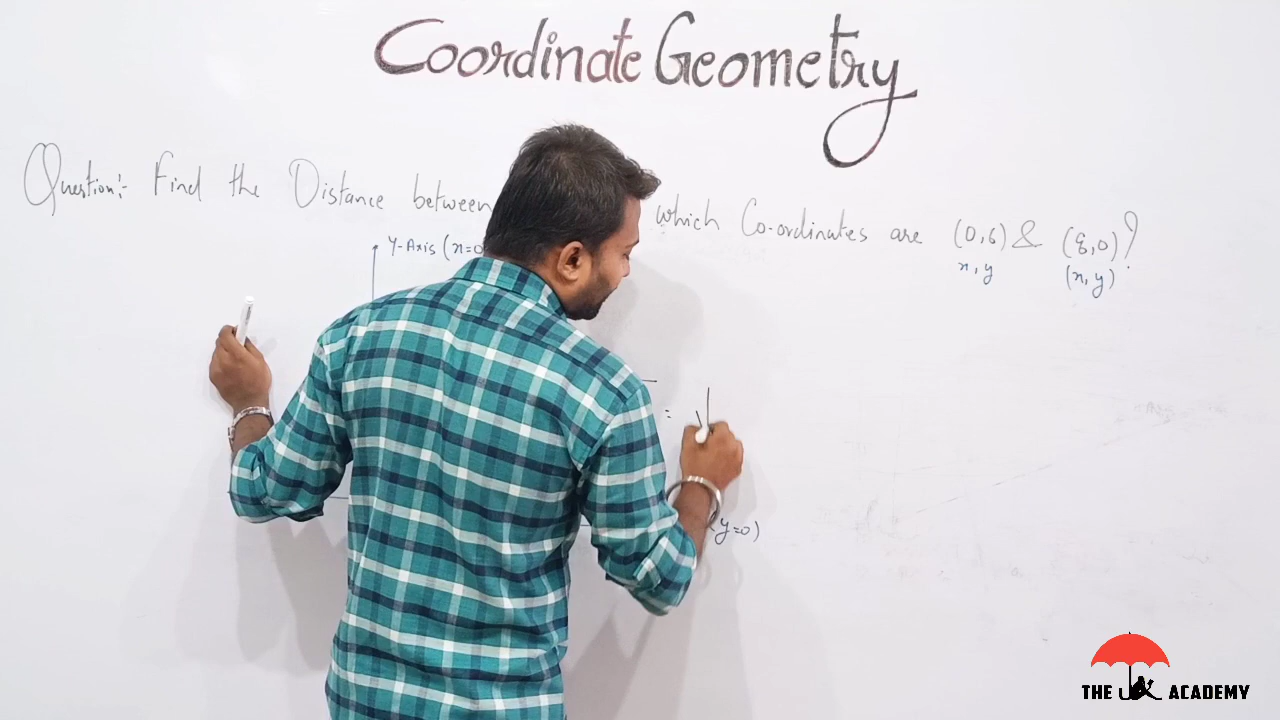 Coordinate Geometry
Question:- Find the Distance between which Co-ordinates are (0,6) & (8,0)?
x, y (x, y)
Y-Axis (x=0
=
(y=0)
THE ACADEMY